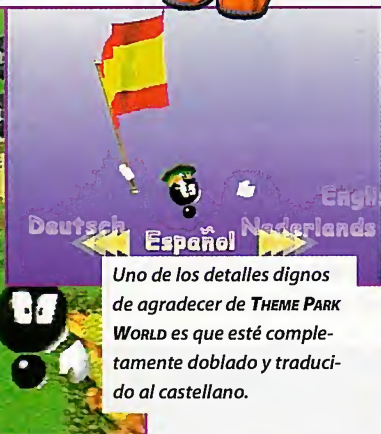 English
Deutsch
Nederlands
Español
Uno de los detalles dignos
de agradecer de THEME PARK
WORLD es que esté comple-
tamente doblado y traduci-
do al castellano.